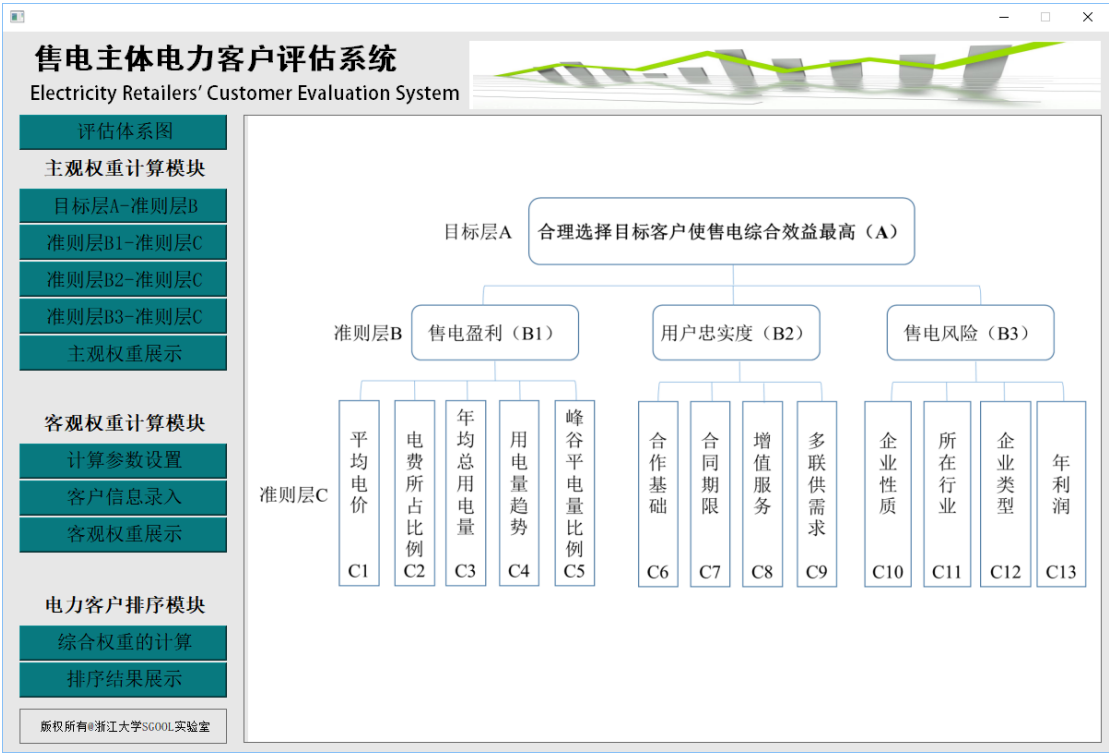 售电主体电力客户评估系统
Electricity Retailers' Customer Evaluation System
评估体系图
主观权重计算模块
目标层A-准则层B
准则层B1-准则层C
准则层B2-准则层C
准则层B3-准则层C
主观权重展示
客观权重计算模块
计算参数设置
客户信息录入
客观权重展示
电力客户排序模块
综合权重的计算
排序结果展示
版权所有@浙江大学SGOOL实验室
目标层A
合理选择目标客户使售电综合效益最高（A）
准则层B
售电盈利（B1）
用户忠实度（B2）
售电风险（B3）
准则层C
平均电价 C1
电费所占比例 C2
年均总用电量 C3
用电量趋势 C4
峰谷平电量比例 C5
合作基础 C6
合同期限 C7
增值服务 C8
多联供需求 C9
企业性质 C10
所在行业 C11
企业类型 C12
年利润 C13